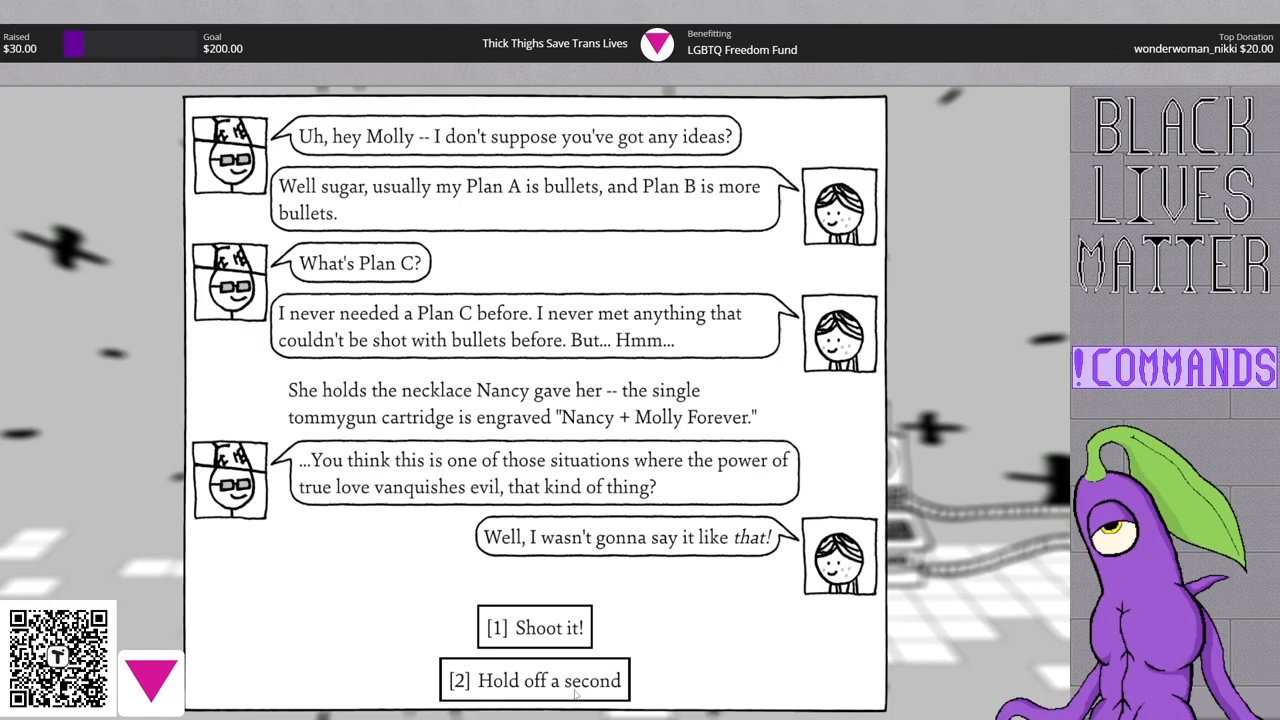 Raised
$30.00
Goal
$200.00
Thick Thighs Save Trans Lives
Benefitting
LGBTQ Freedom Fund
Top Donation
wonderwoman_nikki $20.00
Uh, hey Molly -- I don't suppose you've got any ideas?
Well sugar, usually my Plan A is bullets, and Plan B is more
bullets.
What's Plan C?
I never needed a Plan C before. I never met anything that
couldn't be shot with bullets before. But... Hmm...
She holds the necklace Nancy gave her -- the single
tommygun cartridge is engraved "Nancy + Molly Forever."
...You think this is one of those situations where the power of
true love vanquishes evil, that kind of thing?
Well, I wasn't gonna say it like that!
[1] Shoot it!
[2] Hold off a second
BLACK
LIVES
MATTER
!COMMANDS
T